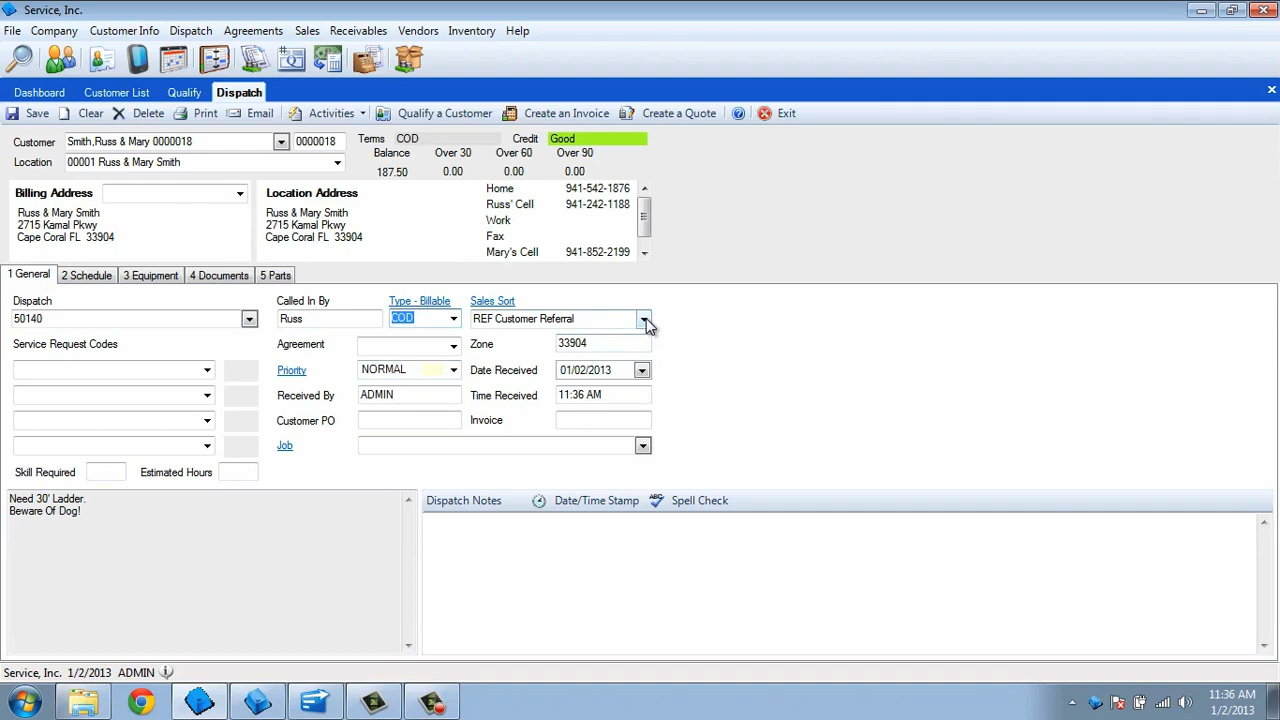 Service, Inc.
File Company Customer Info Dispatch Agreements Sales Receivables Vendors Inventory Help
Dashboard Customer List Qualify Dispatch
Save Clear Delete Print Email Activities Qualify a Customer Create an Invoice Create a Quote Exit
Customer Smith,Russ & Mary 0000018 0000018 Terms COD Credit Good
Location 00001 Russ & Mary Smith
Balance Over 30 Over 60 Over 90
187.50 0.00 0.00 0.00
Billing Address
Russ & Mary Smith
2715 Kamal Pkwy
Cape Coral FL 33904
Location Address
Russ & Mary Smith
2715 Kamal Pkwy
Cape Coral FL 33904
Home 941-542-1876
Russ' Cell 941-242-1188
Work
Fax
Mary's Cell 941-852-2199
1 General 2 Schedule 3 Equipment 4 Documents 5 Parts
Dispatch Called In By Type - Billable Sales Sort
50140 Russ COD REF Customer Referral
Service Request Codes Agreement Zone 33904
Priority NORMAL Date Received 01/02/2013
Received By ADMIN Time Received 11:36 AM
Customer PO Invoice
Job
Skill Required Estimated Hours
Need 30' Ladder.
Beware Of Dog!
Dispatch Notes Date/Time Stamp Spell Check
ABC
Service, Inc. 1/2/2013 ADMIN
11:36 AM
1/2/2013